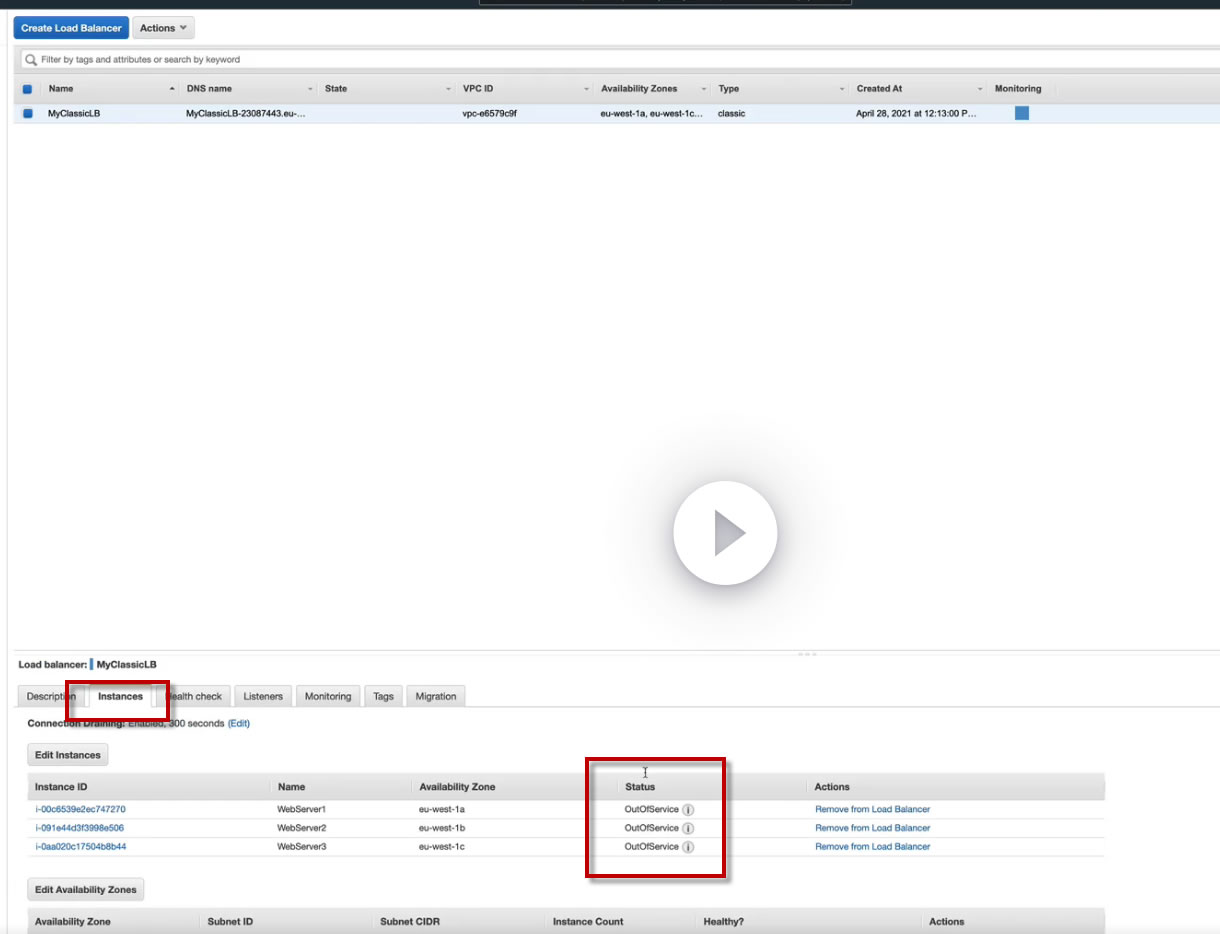 Create Load Balancer Actions
Filter by tags and attributes or search by keyword
Name DNS name State VPC ID Availability Zones Type Created At Monitoring
MyClassicLB MyClassicLB-23087443.eu-... vpc-e6579c9f eu-west-1a, eu-west-1c... classic April 28, 2021 at 12:13:00 P...
Load balancer: MyClassicLB
Description Instances Health check Listeners Monitoring Tags Migration
Connection Draining: Enabled, 300 seconds (Edit)
Edit Instances
Instance ID Name Availability Zone Status Actions
i-00c6539e2ec747270 WebServer1 eu-west-1a OutOfService i Remove from Load Balancer
i-091e44d3f3998e506 WebServer2 eu-west-1b OutOfService i Remove from Load Balancer
i-0aa020c17504b8b44 WebServer3 eu-west-1c OutOfService i Remove from Load Balancer
Edit Availability Zones
Availability Zone Subnet ID Subnet CIDR Instance Count Healthy? Actions